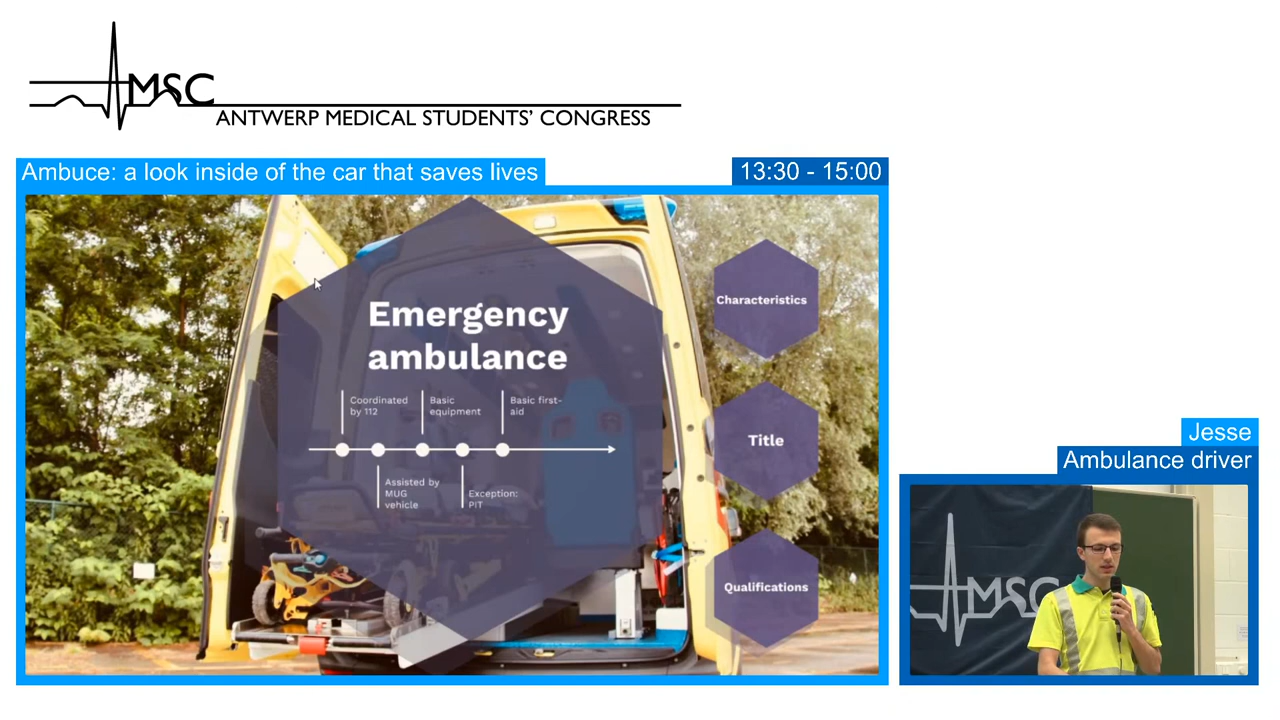 MSC
ANTWERP MEDICAL STUDENTS' CONGRESS
Ambuce: a look inside of the car that saves lives
13:30 - 15:00
Emergency
ambulance
Coordinated
by 112
Basic
equipment
Basic first-
aid
Assisted by
MUG
vehicle
Exception:
PIT
Characteristics
Title
Qualifications
Jesse
Ambulance driver
MSC